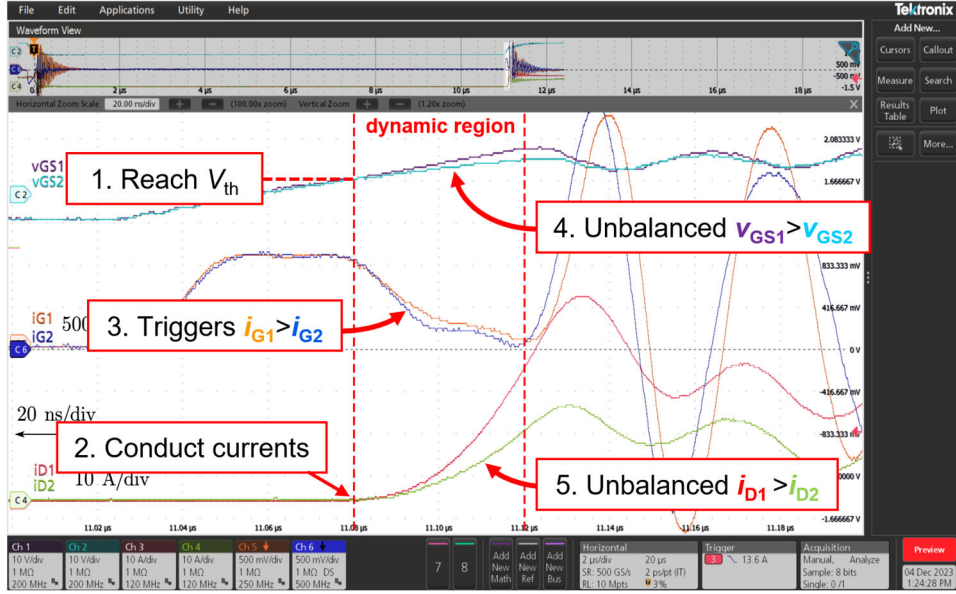 File Edit Applications Utility Help
Tektronix
Waveform View
Add New...
C 2
T
500 mV
-500 mV
-1.5 V
C 4
2 µs 4 µs 6 µs 8 µs 12 µs 14 µs 16 µs 18 µs
Cursors Callout
Measure Search
Results Table Plot
More...
Horizontal Zoom Scale 20.00 ns/div (100.00x zoom) Vertical Zoom (1.20x zoom)
dynamic region
2.083333 V
vGS1
vGS2
C 2
1. Reach Vth
1.666667 V
4. Unbalanced vGS1>vGS2
833.333 mV
iG1
iG2
C 6
500
3. Triggers iG1>iG2
416.667 mV
0 V
-416.667 mV
20 ns/div
2. Conduct currents
-833.333 mV
iD1
iD2
C 4
10 A/div
5. Unbalanced iD1>iD2
-1.666667 V
11.02 µs 11.04 µs 11.06 µs 11.08 µs 11.10 µs 11.12 µs 11.14 µs 11.16 µs 11.18 µs
Ch 1
10 V/div
1 MΩ
200 MHz
Ch 2
10 V/div
1 MΩ
200 MHz
Ch 3
10 A/div
1 MΩ
120 MHz
Ch 4
10 A/div
1 MΩ
120 MHz
Ch 5
500 mV/div
1 MΩ
250 MHz
Ch 6
500 mV/div
1 MΩ DS
500 MHz
7 8
Add New Math
Add New Ref
Add New Bus
Horizontal
2 µs/div 20 µs
SR: 500 GS/s 2 ps/pt (IT)
RL: 10 Mpts 3%
Trigger
3 13.6 A
Acquisition
Manual, Analyze
Sample: 8 bits
Single: 0 /1
Preview
04 Dec 2023
1:24:28 PM